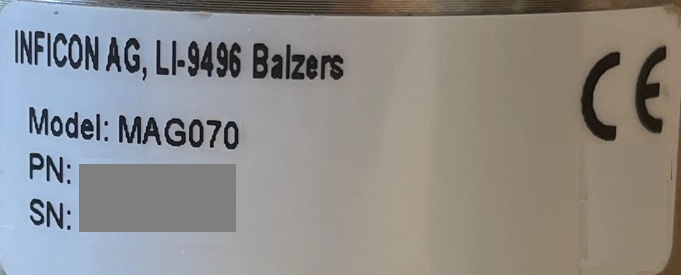 INFICON AG, LI-9496 Balzers
CE
Model: MAG070
PN:
SN: